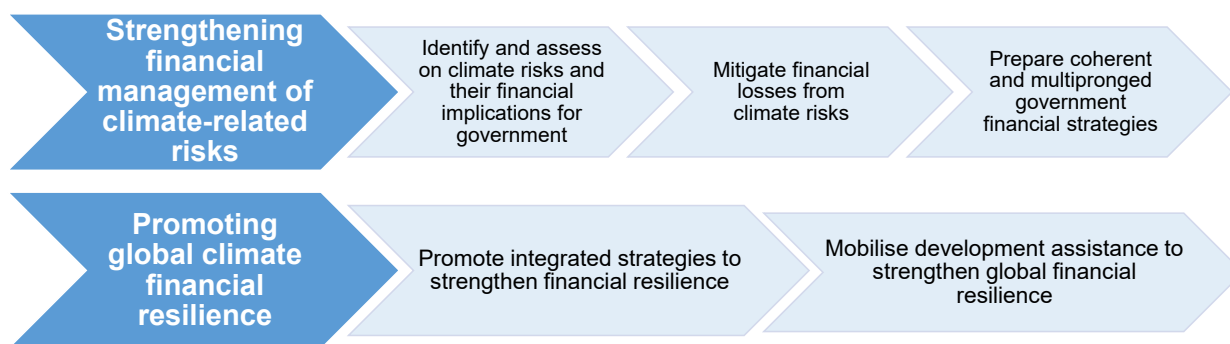 Strengthening
financial
management of
climate-related
risks
Identify and assess
on climate risks and
their financial
implications for
government
Mitigate financial
losses from
climate risks
Prepare coherent
and multipronged
government
financial strategies
Promoting
global climate
financial
resilience
Promote integrated strategies to
strengthen financial resilience
Mobilise development assistance to
strengthen global financial
resilience